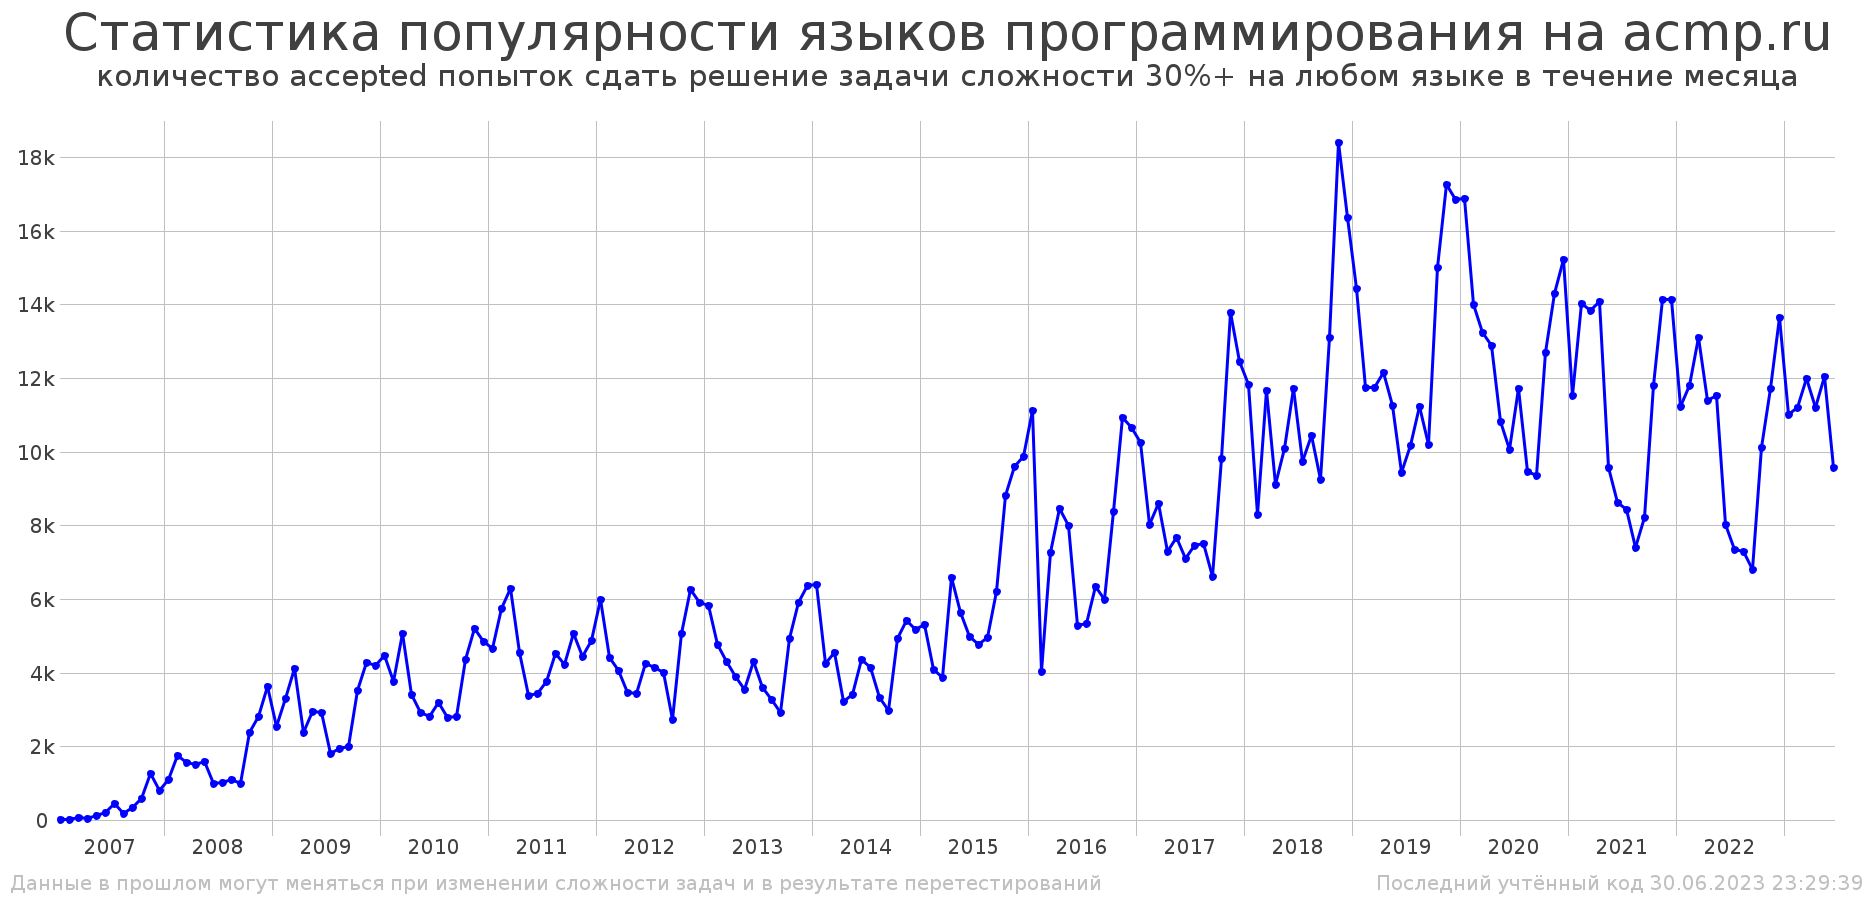 Статистика популярности языков программирования на acmp.ru
количество accepted попыток сдать решение задачи сложности 30%+ на любом языке в течение месяца
18k
16k
14k
12k
10k
8k
6k
4k
2k
0
2007 2008 2009 2010 2011 2012 2013 2014 2015 2016 2017 2018 2019 2020 2021 2022
Данные в прошлом могут меняться при изменении сложности задач и в результате перетестирований
Последний учтённый код 30.06.2023 23:29:39